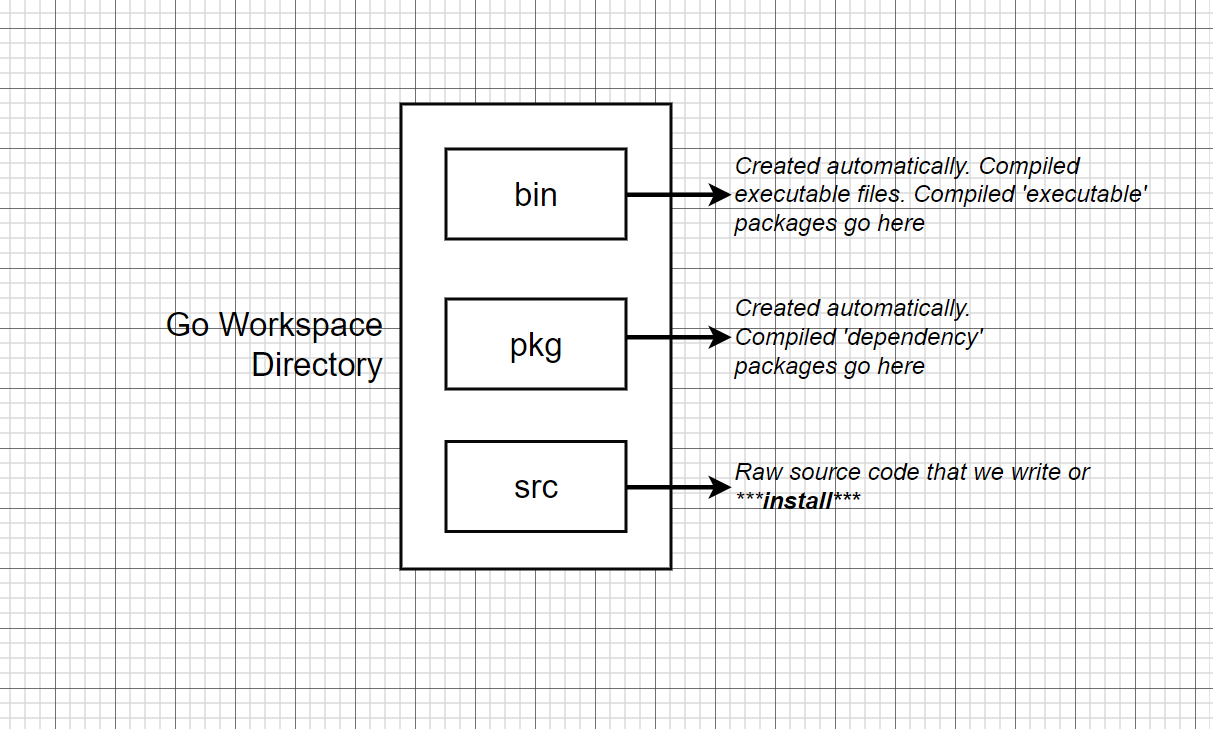 bin
Created automatically. Compiled
executable files. Compiled 'executable'
packages go here
Go Workspace
Directory
pkg
Created automatically.
Compiled 'dependency'
packages go here
src
Raw source code that we write or
***install***